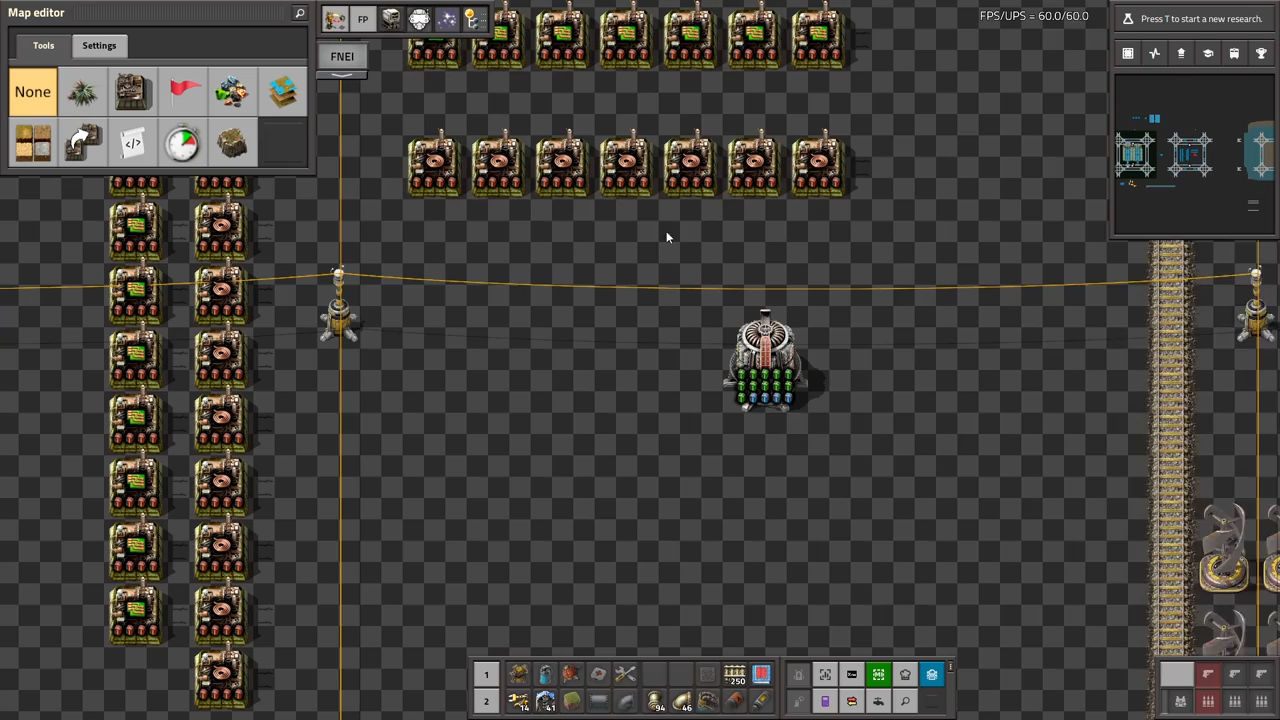 Map editor
FP
FPS/UPS = 60.0/60.0
Press T to start a new research.
Tools
Settings
FNEI
None
</>
1
250
2
14
41
46